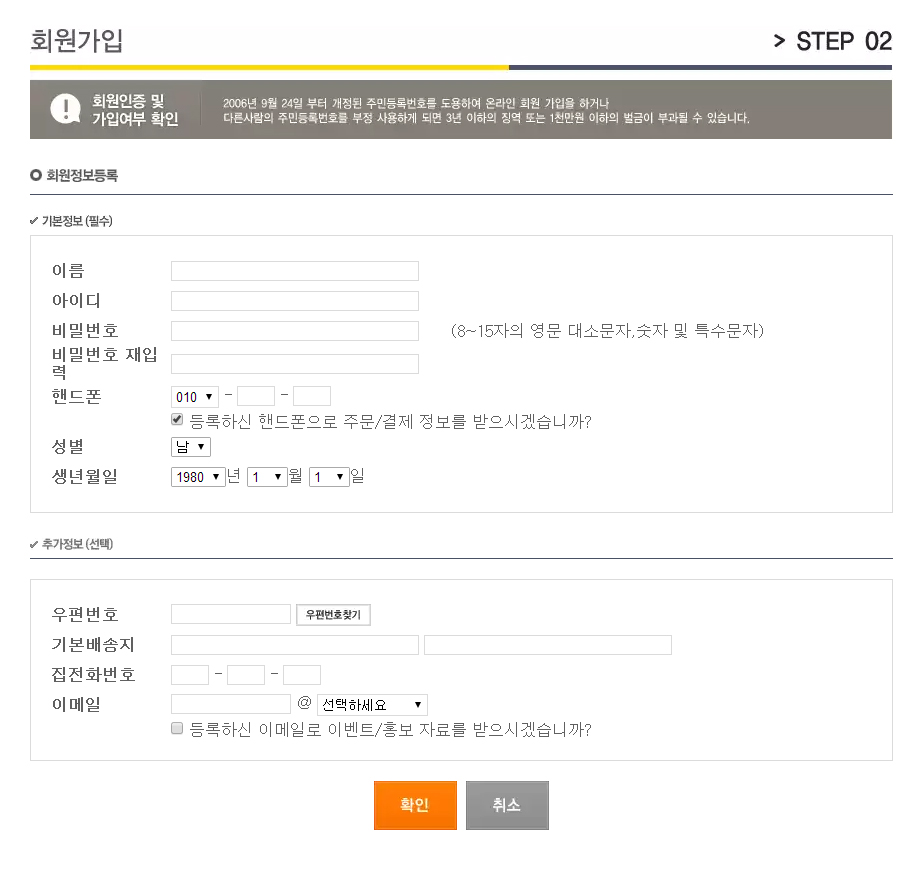 회원가입
> STEP 02
회원인증 및
가입여부 확인
2006년 9월 24일 부터 개정된 주민등록번호를 도용하여 온라인 회원 가입을 하거나
다른사람의 주민등록번호를 부정 사용하게 되면 3년 이하의 징역 또는 1천만원 이하의 벌금이 부과될 수 있습니다.
회원정보등록
기본정보 (필수)
이름
아이디
비밀번호 (8~15자의 영문 대소문자,숫자 및 특수문자)
비밀번호 재입
력
핸드폰 010 - -
등록하신 핸드폰으로 주문/결제 정보를 받으시겠습니까?
성별 남
생년월일 1980 년 1 월 1 일
추가정보 (선택)
우편번호 우편번호찾기
기본배송지
집전화번호 - -
이메일 @ 선택하세요
등록하신 이메일로 이벤트/홍보 자료를 받으시겠습니까?
확인 취소